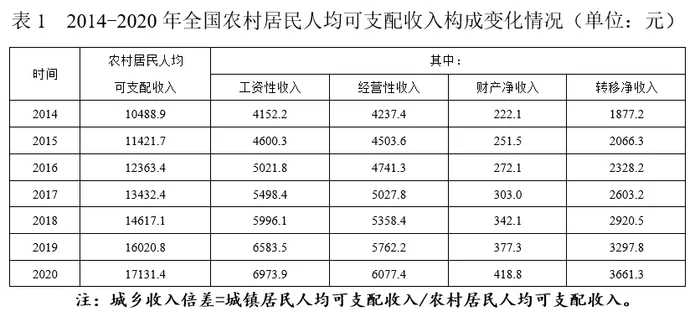 表 1 2014-2020 年全国农村居民人均可支配收入构成变化情况（单位：元）
时间 农村居民人均可支配收入 其中：
工资性收入 经营性收入 财产净收入 转移净收入
2014 10488.9 4152.2 4237.4 222.1 1877.2
2015 11421.7 4600.3 4503.6 251.5 2066.3
2016 12363.4 5021.8 4741.3 272.1 2328.2
2017 13432.4 5498.4 5027.8 303.0 2603.2
2018 14617.1 5996.1 5358.4 342.1 2920.5
2019 16020.8 6583.5 5762.2 377.3 3297.8
2020 17131.4 6973.9 6077.4 418.8 3661.3
注：城乡收入倍差=城镇居民人均可支配收入/农村居民人均可支配收入。